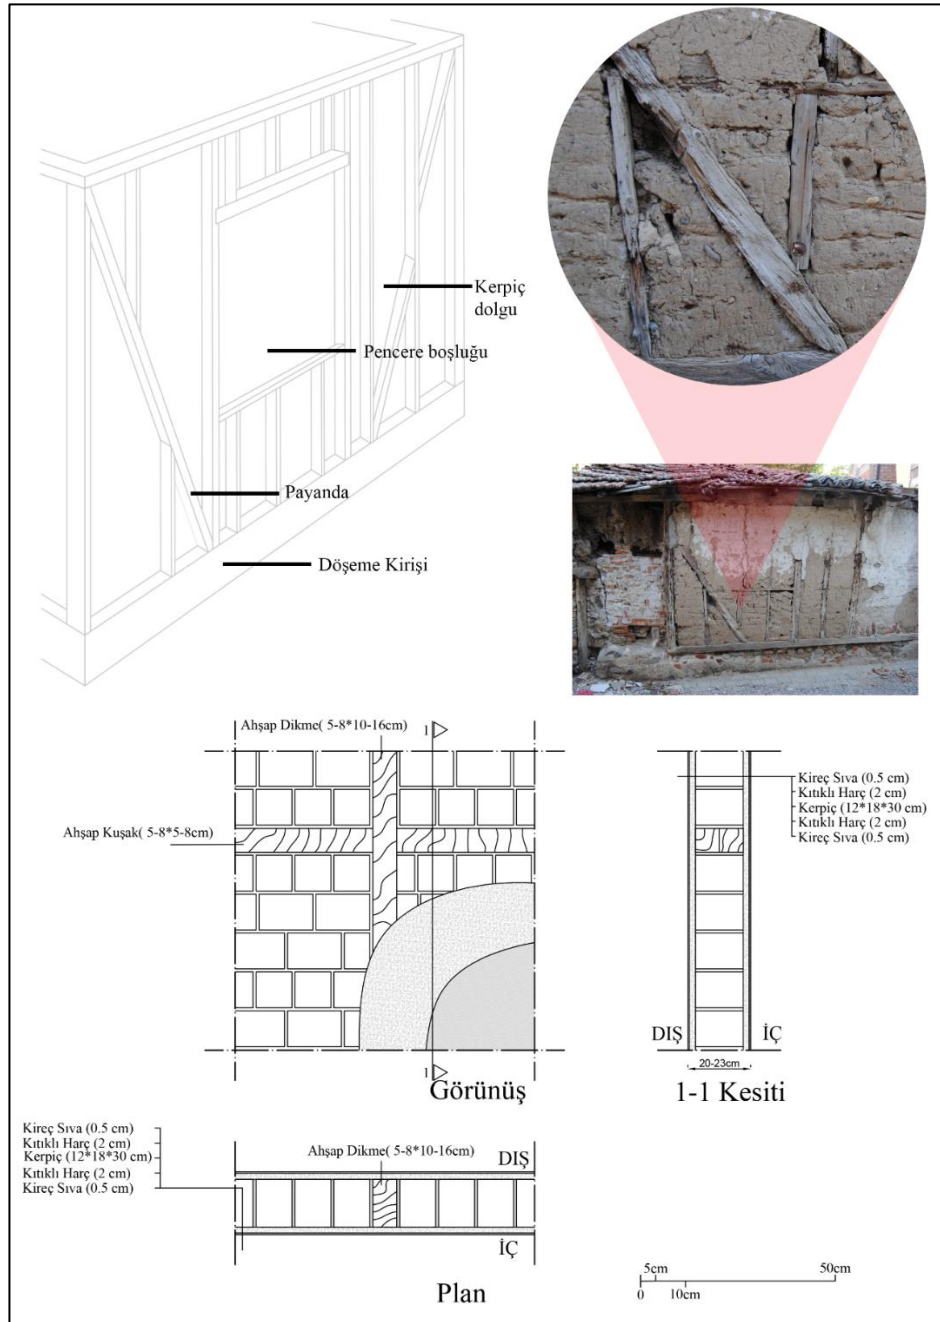 Kerpiç
dolgu
Pencere boşluğu
Payanda
Döşeme Kirişi
Ahşap Dikme( 5-8*10-16cm)
1
Ahşap Kuşak( 5-8*5-8cm)
Kireç Sıva (0.5 cm)
Kıtıklı Harç (2 cm)
Kerpiç (12*18*30 cm)
Kıtıklı Harç (2 cm)
Kireç Sıva (0.5 cm)
DIŞ
İÇ
20-23cm
1
Görünüş
1-1 Kesiti
Kireç Sıva (0.5 cm)
Kıtıklı Harç (2 cm)
Kerpiç (12*18*30 cm)
Kıtıklı Harç (2 cm)
Kireç Sıva (0.5 cm)
Ahşap Dikme( 5-8*10-16cm)
DIŞ
İÇ
Plan
5cm 50cm
0 10cm